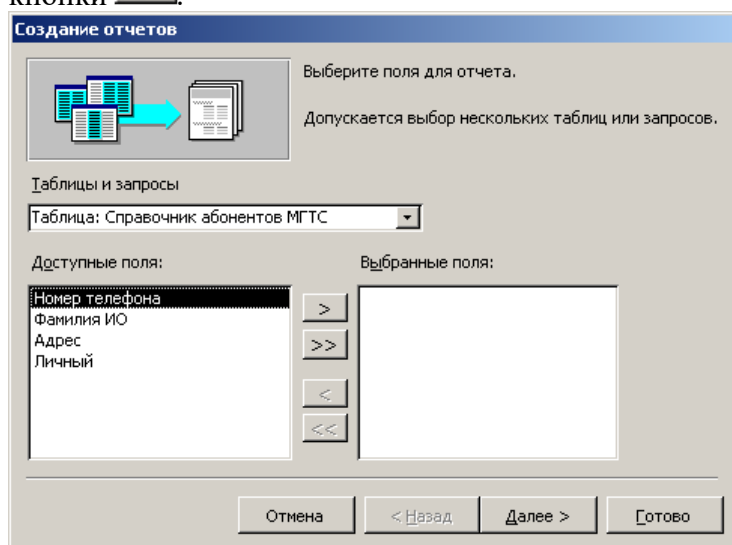 кнопки
Создание отчетов
Выберите поля для отчета.
Допускается выбор нескольких таблиц или запросов.
Таблицы и запросы
Таблица: Справочник абонентов МГТС
Доступные поля:
Выбранные поля:
Номер телефона
Фамилия ИО
Адрес
Личный
>
>>
<
<<
Отмена
< Назад
Далее >
Готово